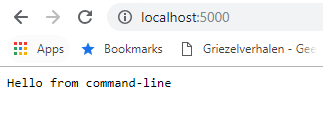 localhost:5000
Apps Bookmarks Griezelverhalen - Gee
Hello from command-line